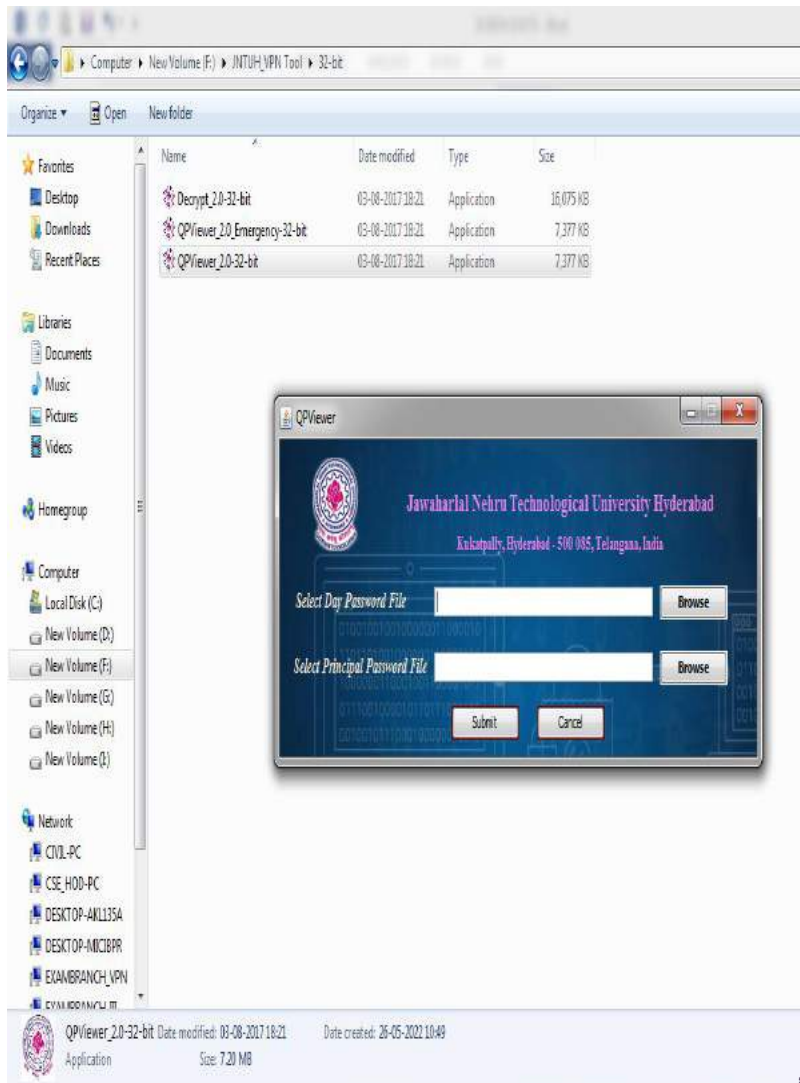 Computer ▸ New Volume (F:) ▸ JNTUH_VPN Tool ▸ 32-bit
Organize ▾ Open New folder
Name Date modified Type Size
Decrypt_2.0-32-bit 03-08-2017 18:21 Application 16,075 KB
QPViewer_2.0_Emergency-32-bit 03-08-2017 18:21 Application 7,377 KB
QPViewer_2.0-32-bit 03-08-2017 18:21 Application 7,377 KB
Favorites
Desktop
Downloads
Recent Places
Libraries
Documents
Music
Pictures
Videos
Homegroup
Computer
Local Disk (C:)
New Volume (D:)
New Volume (F:)
New Volume (G:)
New Volume (H:)
New Volume (I:)
Network
CIVIL-PC
CSE_HOD-PC
DESKTOP-AKL135A
DESKTOP-MICIBPR
EXAMBRANCH_VPN
QPViewer
Jawaharlal Nehru Technological University Hyderabad
Kukatpally, Hyderabad - 500 085, Telangana, India
Select Day Password File Browse
Select Principal Password File Browse
Submit Cancel
QPViewer_2.0-32-bit Date modified: 03-08-2017 18:21 Date created: 26-05-2022 10:49
Application Size: 7.20 MB